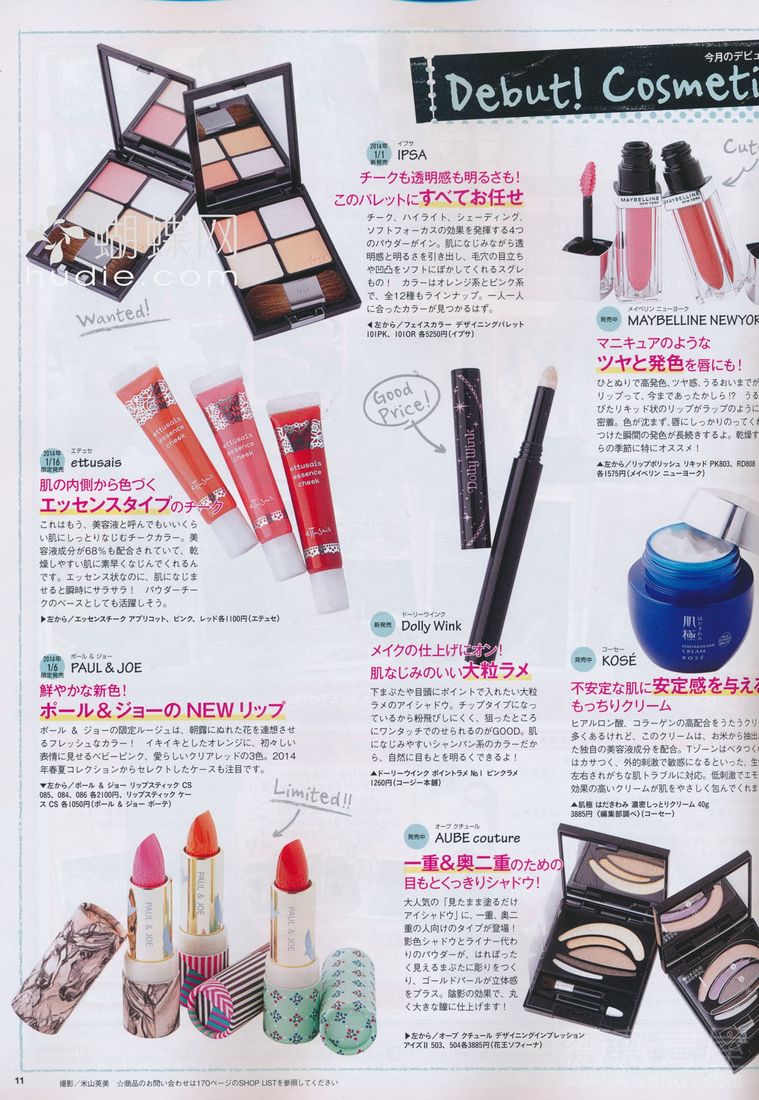 今月のデビ
Debut! Cosmeti
2014年
1/1
新発売
イプサ
IPSA
チークも透明感も明るさも!
このパレットにすべてお任せ
チーク、ハイライト、シェーディング、
ソフトフォーカスの効果を発揮する4つ
のパウダーがイン。肌になじみながら透
明感と明るさを引き出し、毛穴の目立ち
や凹凸をソフトにぼかしてくれるスグレ
もの! カラーはオレンジ系とピンク系
で、全12種もラインナップ。一人一人
に合ったカラーが見つかるはず。
◀左から/フェイスカラー デザイニングパレット
101PK、101OR 各5250円(イプサ)
蝴蝶网
hudie.com
Wanted!
Cute
MAYBELLINE
NEW YORK
MAYBELLINE
NEW YORK
発売中
メイベリン ニューヨーク
MAYBELLINE NEWYOR
マニキュアのような
ツヤと発色を唇にも!
ひとぬりで高発色、ツヤ感、うるおいまでが
リップって、今まであったかしら!? うる
びたリキッド状のリップがラップのように
密着。色が沈まず、唇にしっかりのってくれ
つけた瞬間の発色が長続きするよ。乾燥す
らの季節に特にオススメ!
▲左から/リップポリッシュ リキッド PK803、RD808
各1575円(メイベリン ニューヨーク)
2014年
1/16
限定発売
エテュセ
ettusais
肌の内側から色づく
エッセンスタイプのチーク
これはもう、美容液と呼んでもいいくら
い肌にしっとりなじむチークカラー。美
容液成分が68%も配合されていて、乾
燥しやすい肌に素早くなじんでくれるん
です。エッセンス状なのに、肌になじま
せると瞬時にサラサラ! パウダーチー
クのベースとしても活躍しそう。
▶左から/エッセンスチーク アプリコット、ピンク、レッド各1100円(エテュセ)
ettusais
essence
cheek
ettusais
essence
cheek
ettusais
essence
cheek
ettusais
Good
Price!
dolly wink
新発売
ドーリーウインク
Dolly Wink
メイクの仕上げにオン!
肌なじみのいい大粒ラメ
下まぶたや目頭にポイントで入れたい大粒
ラメのアイシャドウ。チップタイプになっ
ているから粉飛びしにくく、狙ったところ
にワンタッチでのせられるのがGOOD。肌
になじみやすいシャンパン系のカラーだか
ら、自然に目もとを明るくできるよ!
▲ドーリーウインク ポイントラメ No.1 ピンクラメ
1260円(コージー本舗)
肌極
はだきわみ
HADAKIWAMI
CREAM
KOSÉ
発売中
コーセー
KOSÉ
不安定な肌に安定感を与える
もっちりクリーム
ヒアルロン酸、コラーゲンの高配合をうたうクリー
多くあるけれど、このクリームは、お米から抽出
た独自の美容液成分を配合。Tゾーンはベタつく
はカサつく、外的刺激で敏感になるといった、生
左右されがちな肌トラブルに対応。低刺激でエモ
効果の高いクリームが肌をやさしく包んでくれま
▲肌極 はだきわみ 濃密しっとりクリーム 40g
3885円〈編集部調べ〉(コーセー)
2014年
1/6
限定発売
ポール & ジョー
PAUL & JOE
鮮やかな新色!
ポール&ジョーの NEW リップ
ポール & ジョーの限定ルージュは、朝露にぬれた花を連想させ
るフレッシュなカラー! イキイキとしたオレンジに、初々しい
表情に見せるベビーピンク、愛らしいクリアレッドの3色。2014
年春夏コレクションからセレクトしたケースも注目です。
▼左から/ポール & ジョー リップスティック CS
085、084、086 各2100円、リップスティック ケー
ス CS 各1050円(ポール & ジョー ボーテ)
Limited!!
PAUL & JOE
PAUL & JOE
PAUL & JOE
発売中
オーブ クチュール
AUBE couture
一重&奥二重のための
目もとくっきりシャドウ!
大人気の「見たまま塗るだけ
アイシャドウ」に、一重、奥二
重の人向けのタイプが登場!
影色シャドウとライナー代わ
りのパウダーが、はれぼった
く見えるまぶたに彫りをつく
り、ゴールドパールが立体感
をプラス。陰影の効果で、丸
く大きな瞳に仕上げます!
▶左から/オーブ クチュール デザイニングインプレッション
アイズⅡ 503、504各3885円(花王ソフィーナ)
11
撮影/米山英美 ☆商品のお問い合わせは170ページのSHOP LISTを参照してください